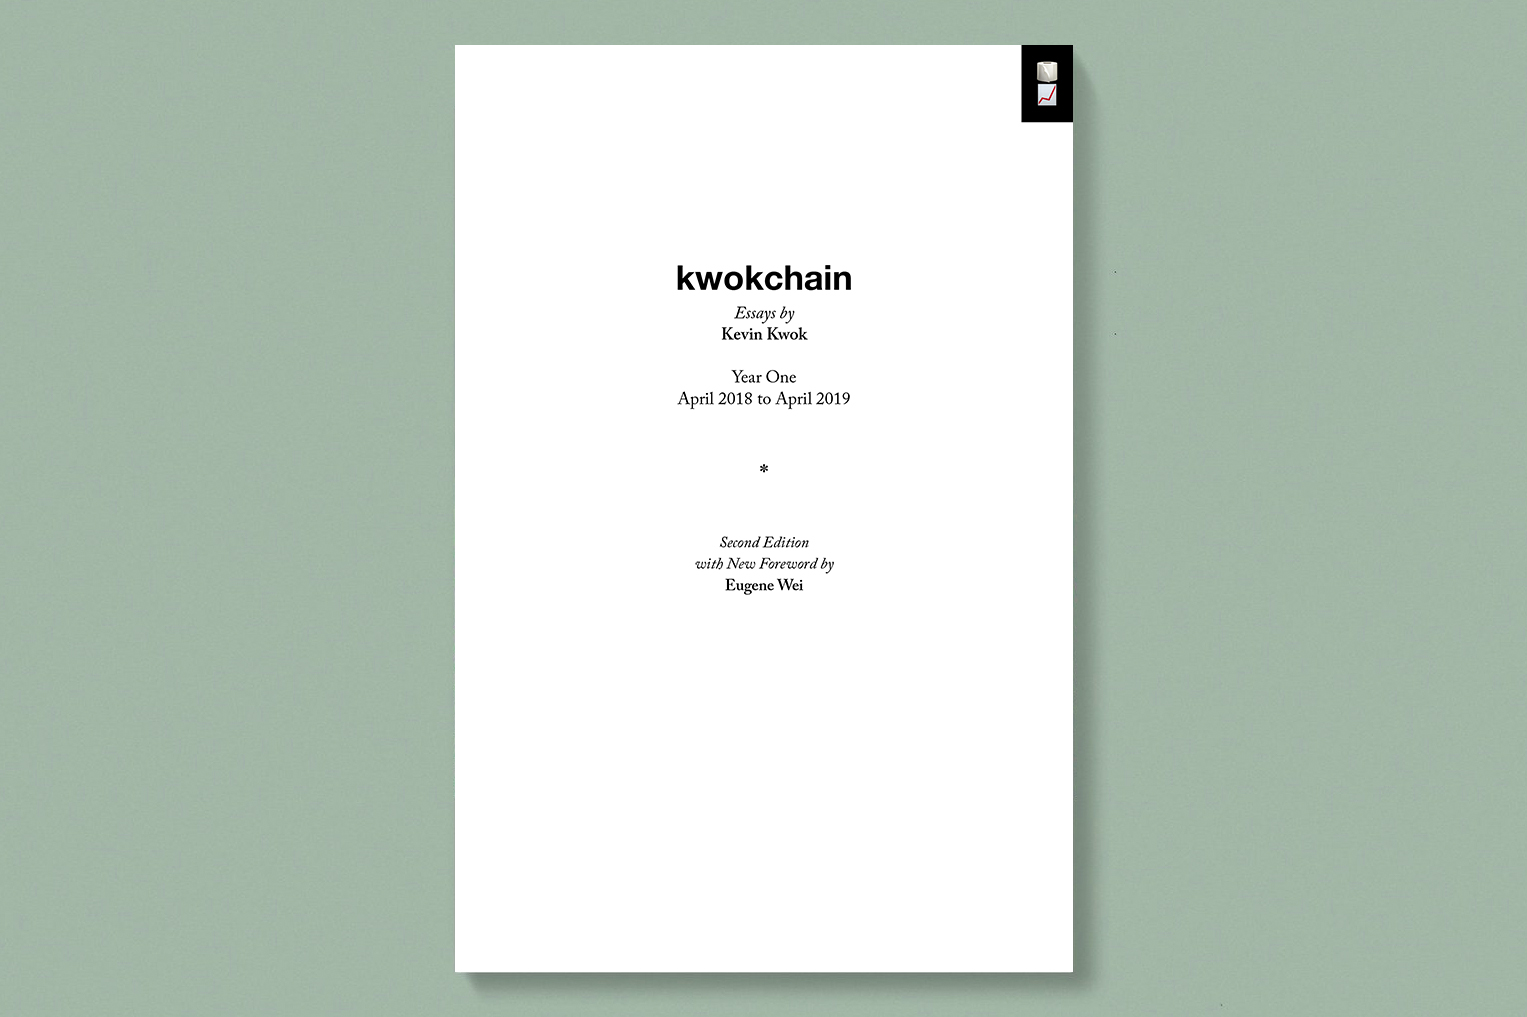 kwokchain
Essays by
Kevin Kwok
Year One
April 2018 to April 2019
*
Second Edition
with New Foreword by
Eugene Wei